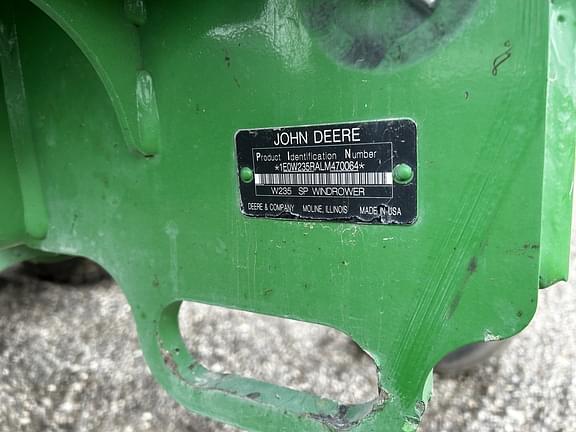 JOHN DEERE
Product Identification Number
*1E0W235RALM470064*
W235 SP WINDROWER
DEERE & COMPANY MOLINE, ILLINOIS MADE IN USA